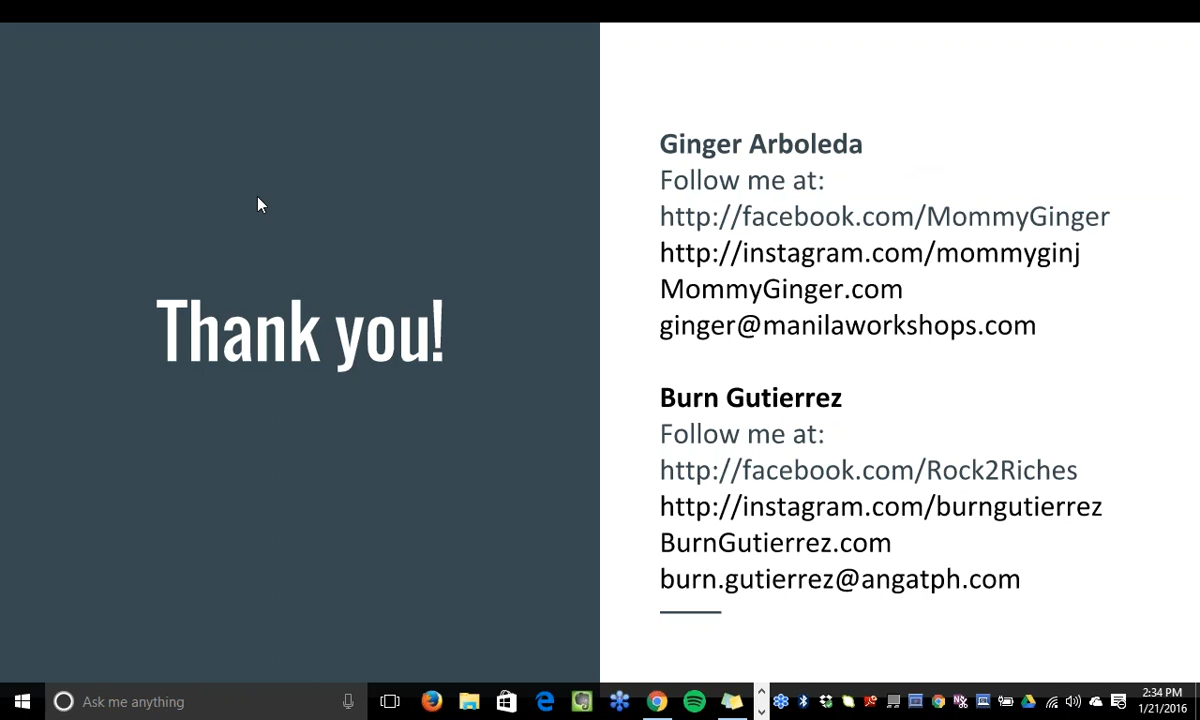 Thank you!
Ginger Arboleda
Follow me at:
http://facebook.com/MommyGinger
http://instagram.com/mommyginj
MommyGinger.com
ginger@manilaworkshops.com
Burn Gutierrez
Follow me at:
http://facebook.com/Rock2Riches
http://instagram.com/burngutierrez
BurnGutierrez.com
burn.gutierrez@angatph.com
Ask me anything
2:34 PM
1/21/2016